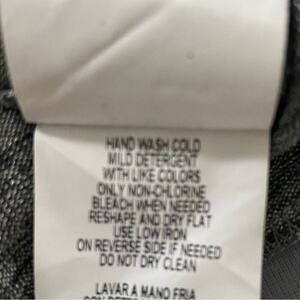 HAND WASH COLD
MILD DETERGENT
WITH LIKE COLORS
ONLY NON-CHLORINE
BLEACH WHEN NEEDED
RESHAPE AND DRY FLAT
USE LOW IRON
ON REVERSE SIDE IF NEEDED
DO NOT DRY CLEAN
LAVAR A MANO FRIA
CON